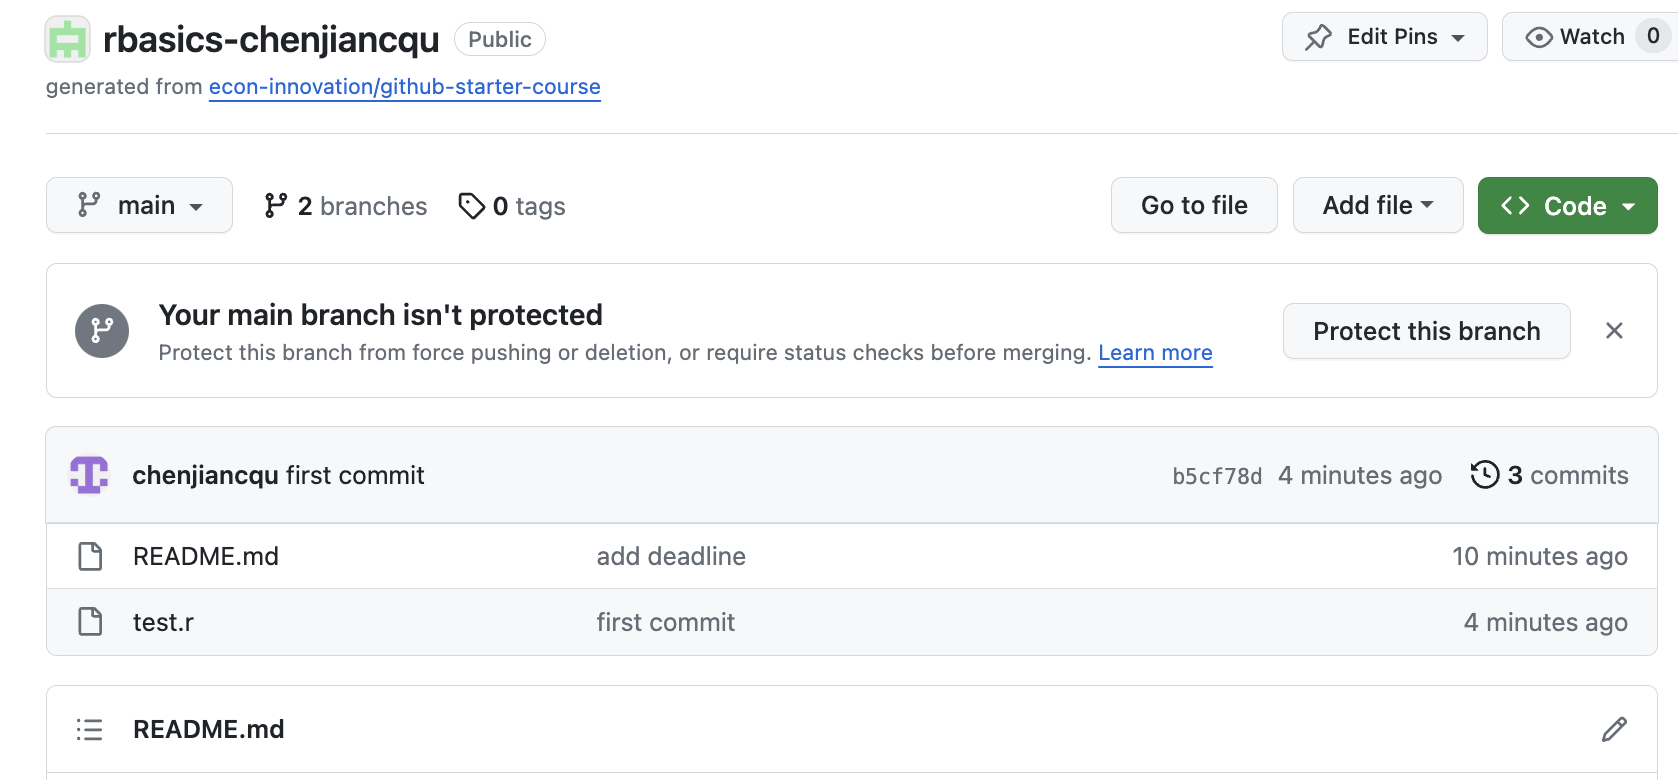 rbasics-chenjiancqu Public Edit Pins Watch 0
generated from econ-innovation/github-starter-course
main 2 branches 0 tags Go to file Add file Code
Your main branch isn't protected
Protect this branch from force pushing or deletion, or require status checks before merging. Learn more
Protect this branch
chenjiancqu first commit b5cf78d 4 minutes ago 3 commits
README.md add deadline 10 minutes ago
test.r first commit 4 minutes ago
README.md